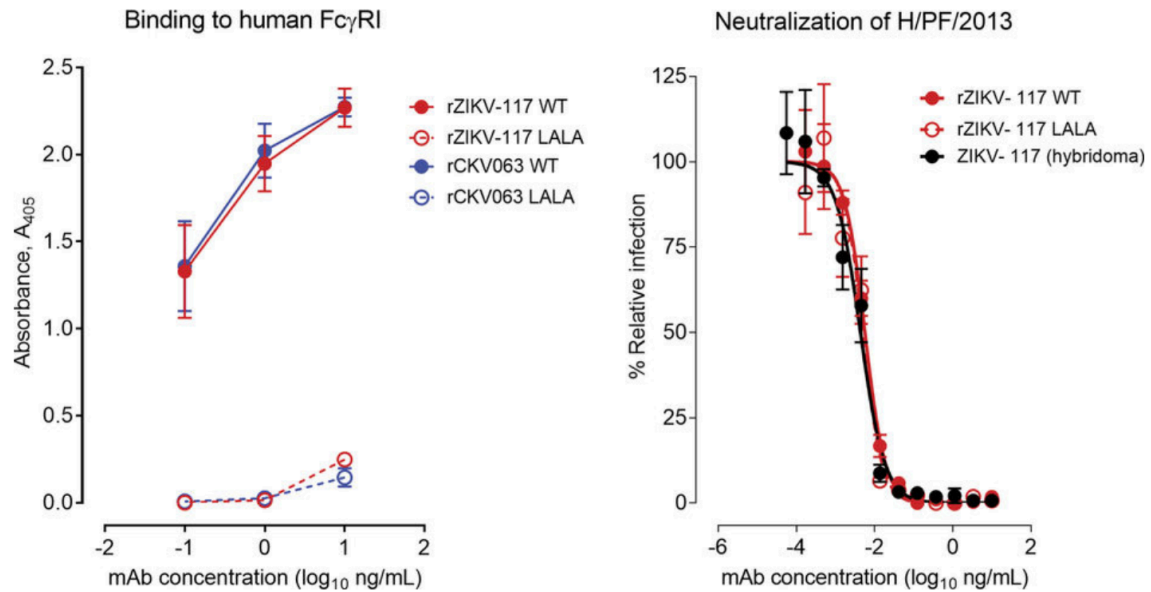 Binding to human FcγRI
2.5
2.0
1.5
1.0
0.5
0.0
Absorbance, A405
-2
-1
0
1
2
mAb concentration (log10 ng/mL)
rZIKV-117 WT
rZIKV-117 LALA
rCKV063 WT
rCKV063 LALA
Neutralization of H/PF/2013
125
100
75
50
25
0
% Relative infection
-6
-4
-2
0
2
mAb concentration (log10 ng/mL)
rZIKV- 117 WT
rZIKV- 117 LALA
ZIKV- 117 (hybridoma)